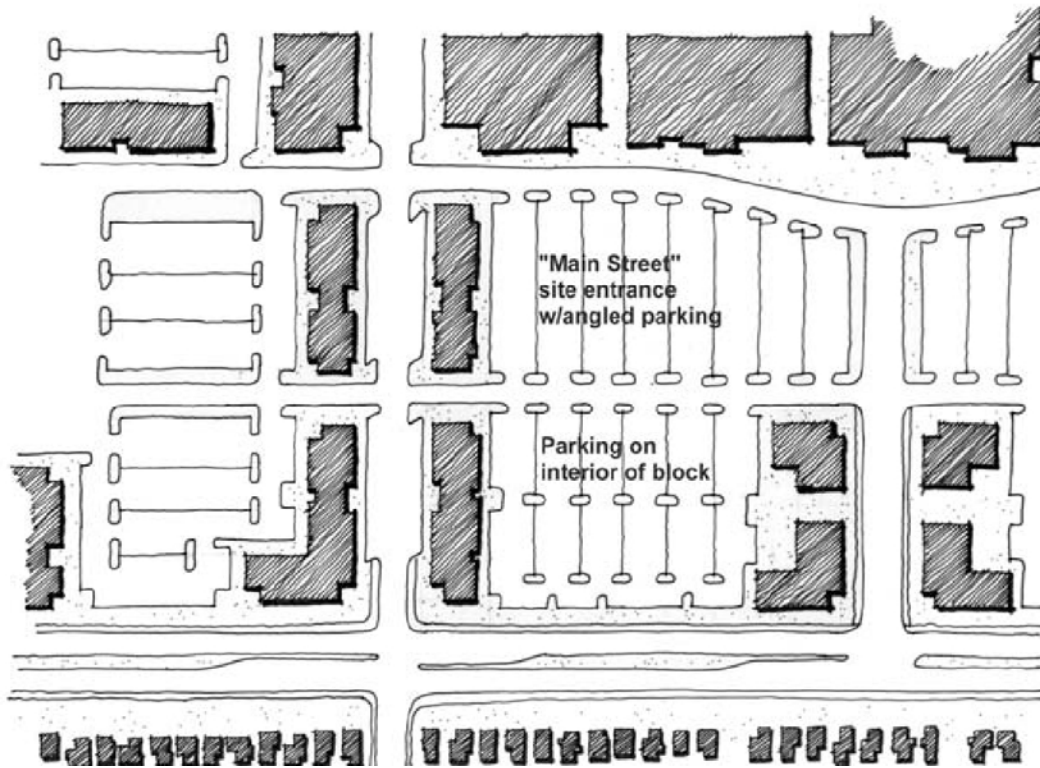 "Main Street"
site entrance
w/angled parking
Parking on
interior of block